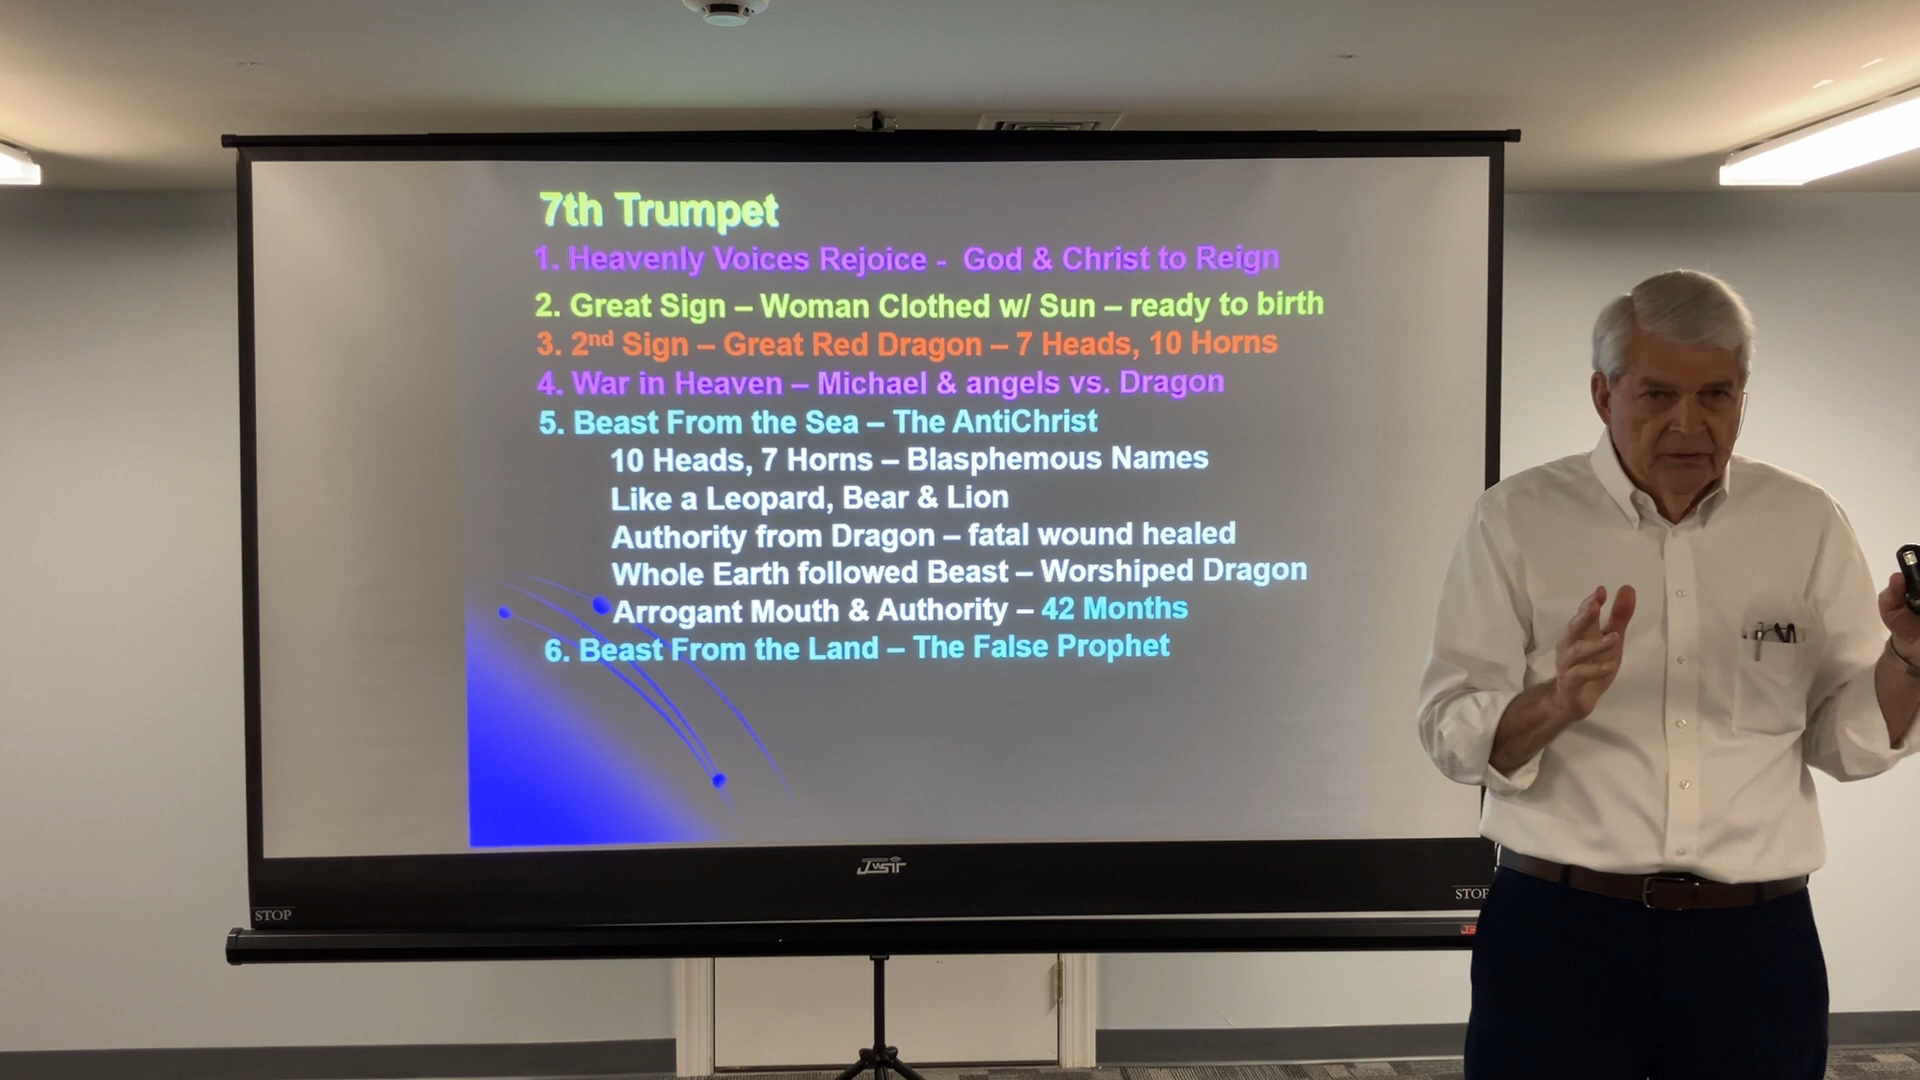 7th Trumpet
1. Heavenly Voices Rejoice - God & Christ to Reign
2. Great Sign – Woman Clothed w/ Sun – ready to birth
3. 2nd Sign – Great Red Dragon – 7 Heads, 10 Horns
4. War in Heaven – Michael & angels vs. Dragon
5. Beast From the Sea – The AntiChrist
10 Heads, 7 Horns – Blasphemous Names
Like a Leopard, Bear & Lion
Authority from Dragon – fatal wound healed
Whole Earth followed Beast – Worshiped Dragon
Arrogant Mouth & Authority – 42 Months
6. Beast From the Land – The False Prophet
JWSIT
STOP
STOP